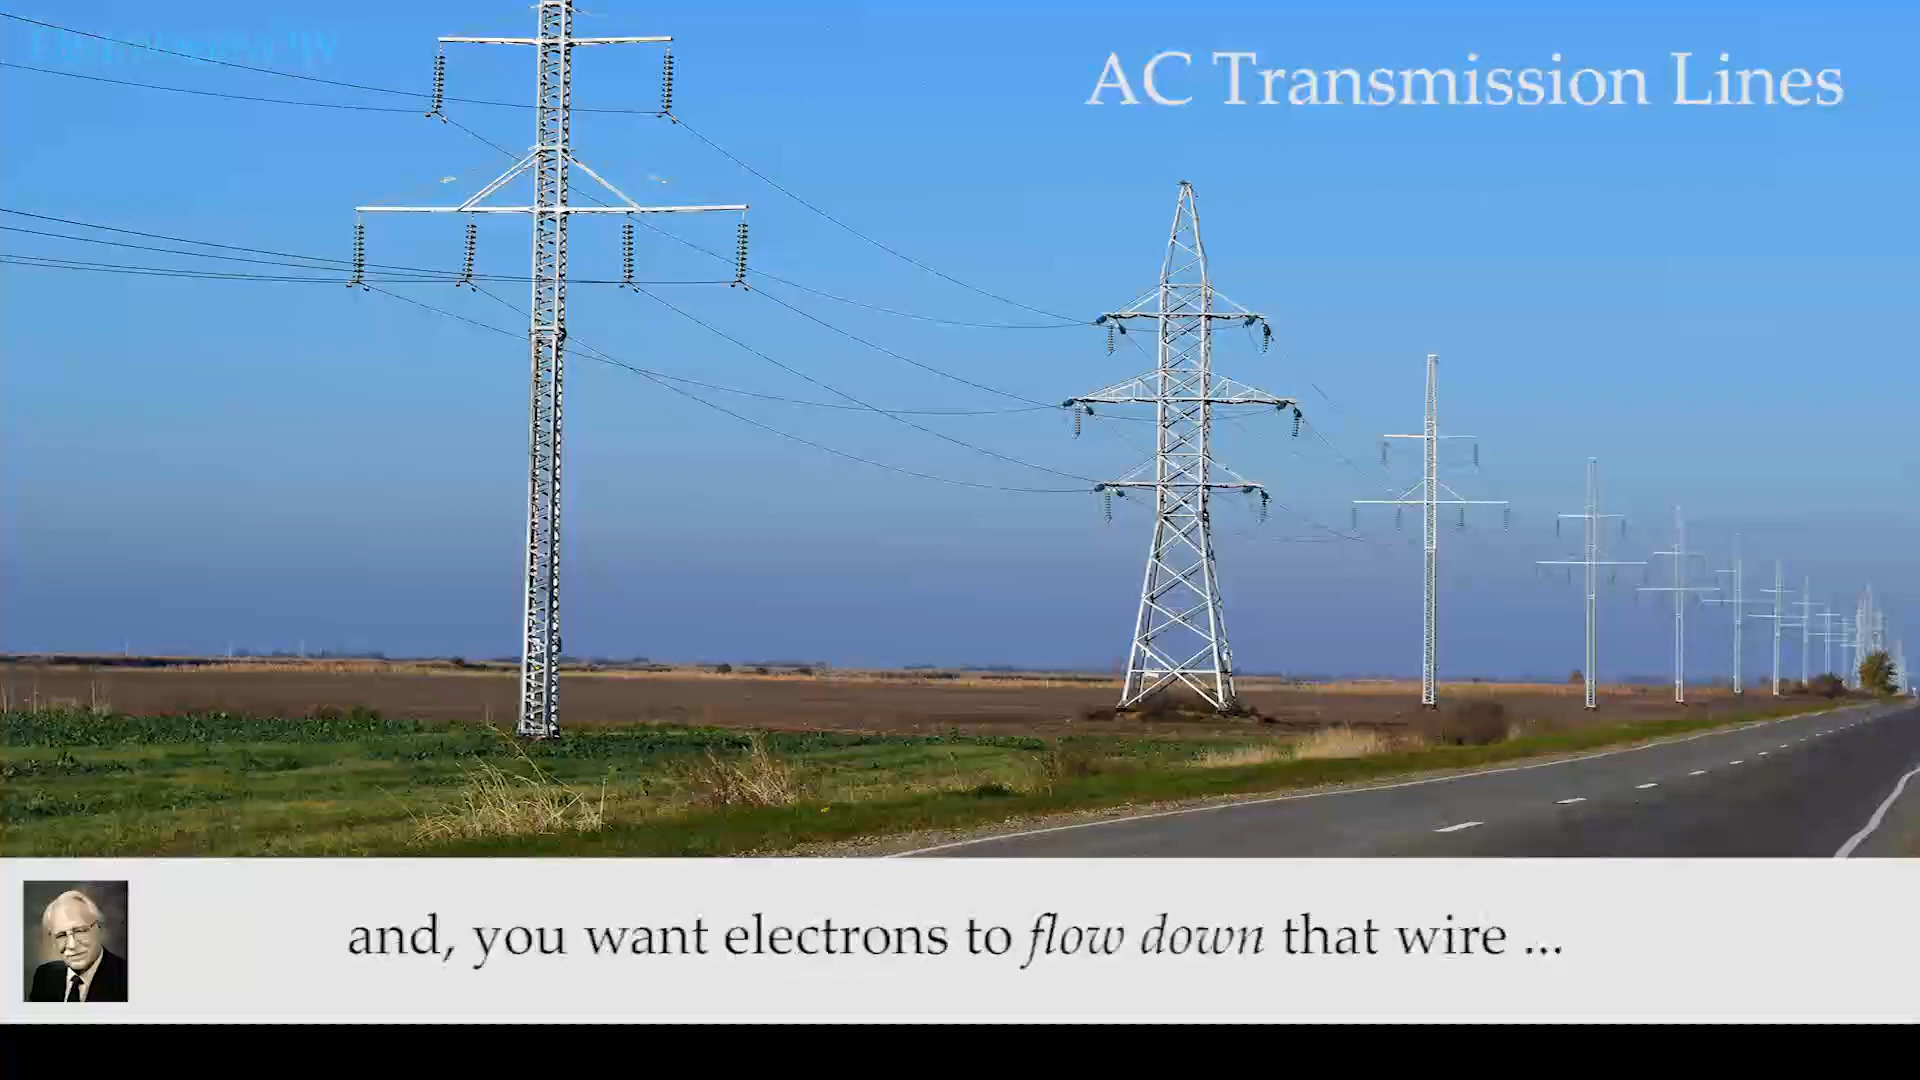 AC Transmission Lines
and, you want electrons to flow down that wire ...